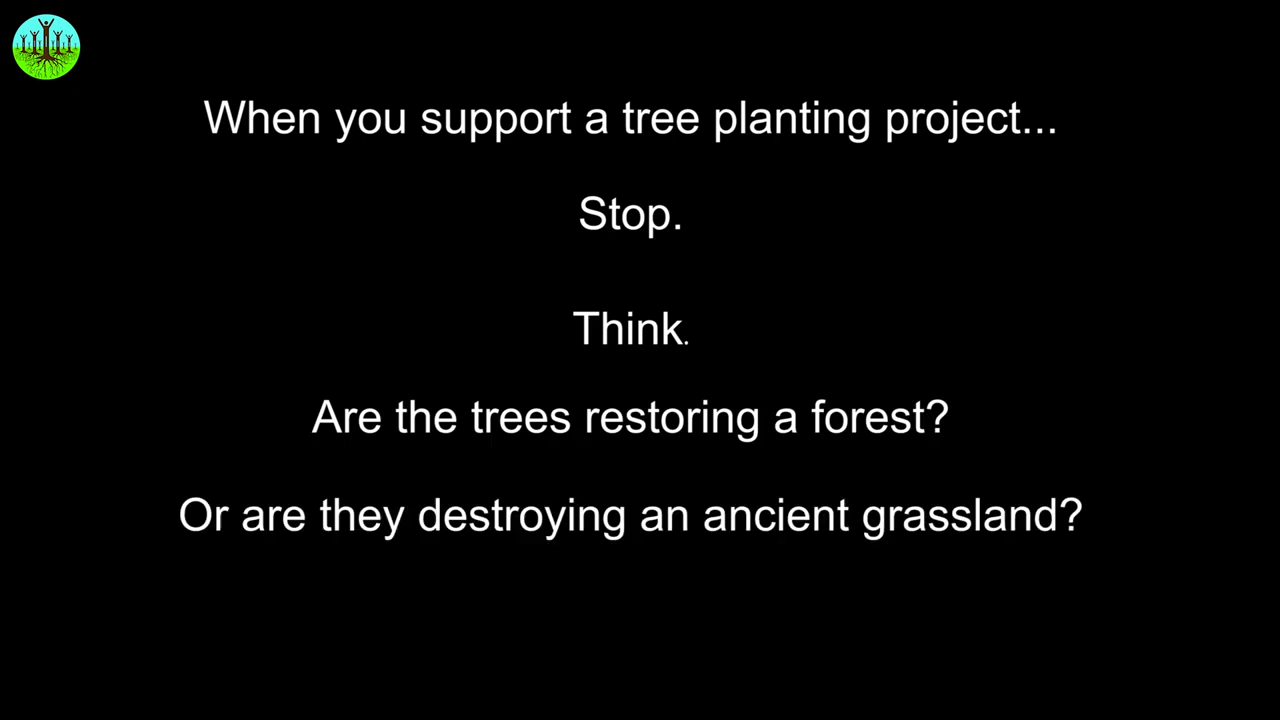 When you support a tree planting project...
Stop.
Think.
Are the trees restoring a forest?
Or are they destroying an ancient grassland?